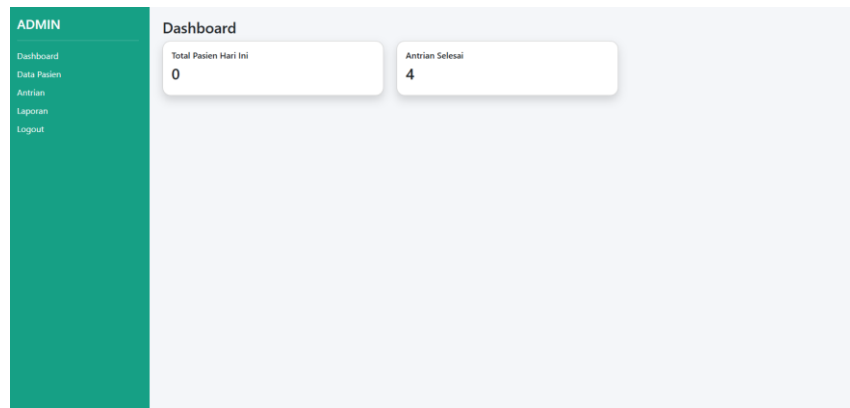 ADMIN
Dashboard
Data Pasien
Antrian
Laporan
Logout
Dashboard
Total Pasien Hari Ini
0
Antrian Selesai
4